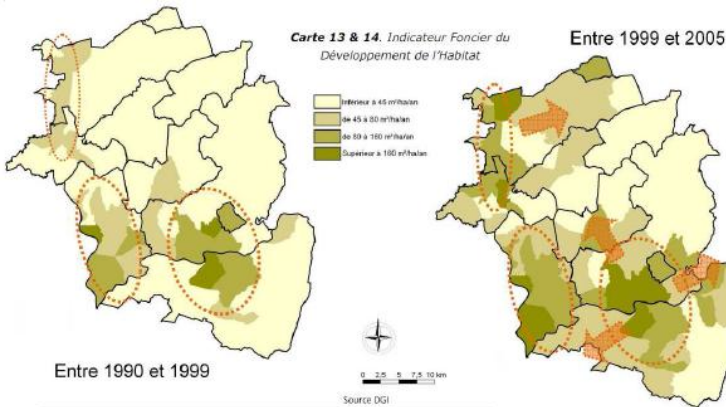 Carte 13 & 14. Indicateur Foncier du
Développement de l'Habitat
Entre 1999 et 2005
Inférieur à 45 m²/ha/an
de 45 à 80 m²/ha/an
de 80 à 160 m²/ha/an
Supérieur à 160 m²/ha/an
Entre 1990 et 1999
0 2,5 5 7,5 10 km
Source DGI